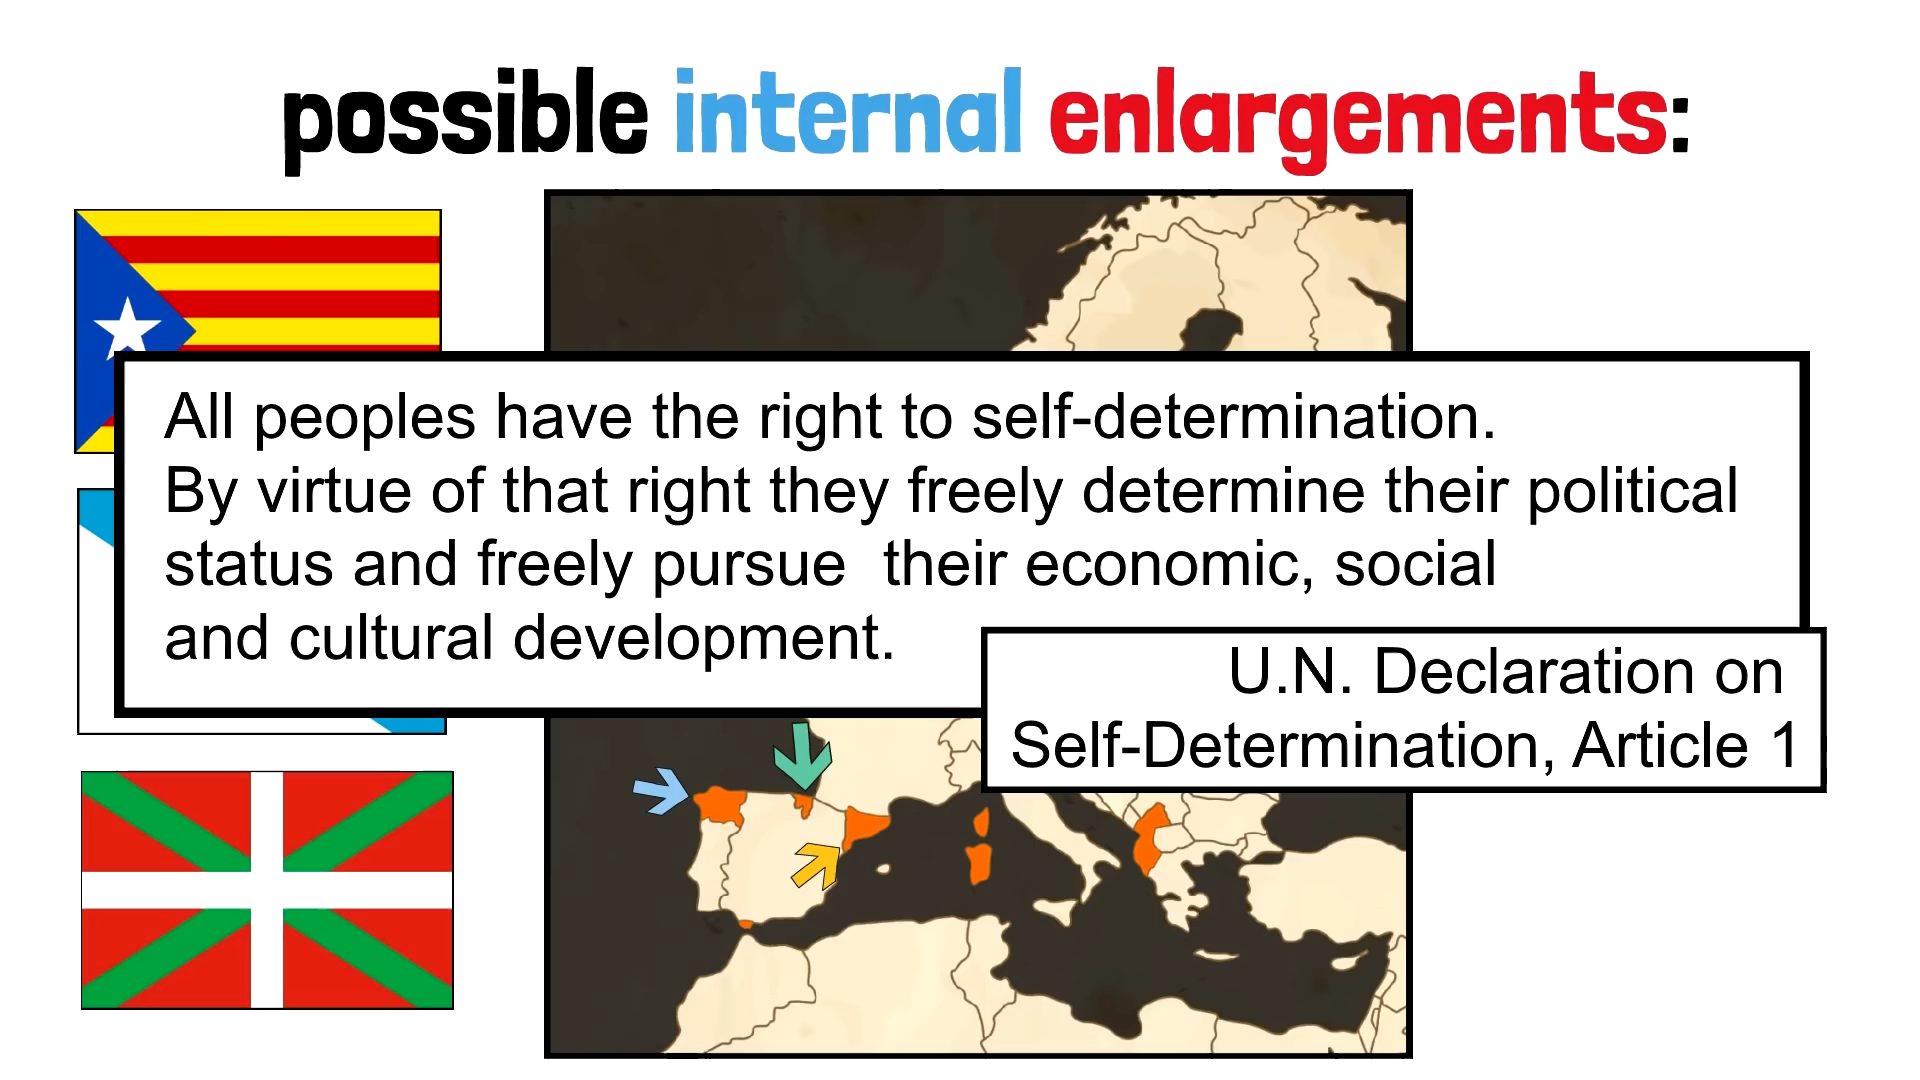 possible internal enlargements:
All peoples have the right to self-determination.
By virtue of that right they freely determine their political
status and freely pursue  their economic, social
and cultural development.
U.N. Declaration on
Self-Determination, Article 1